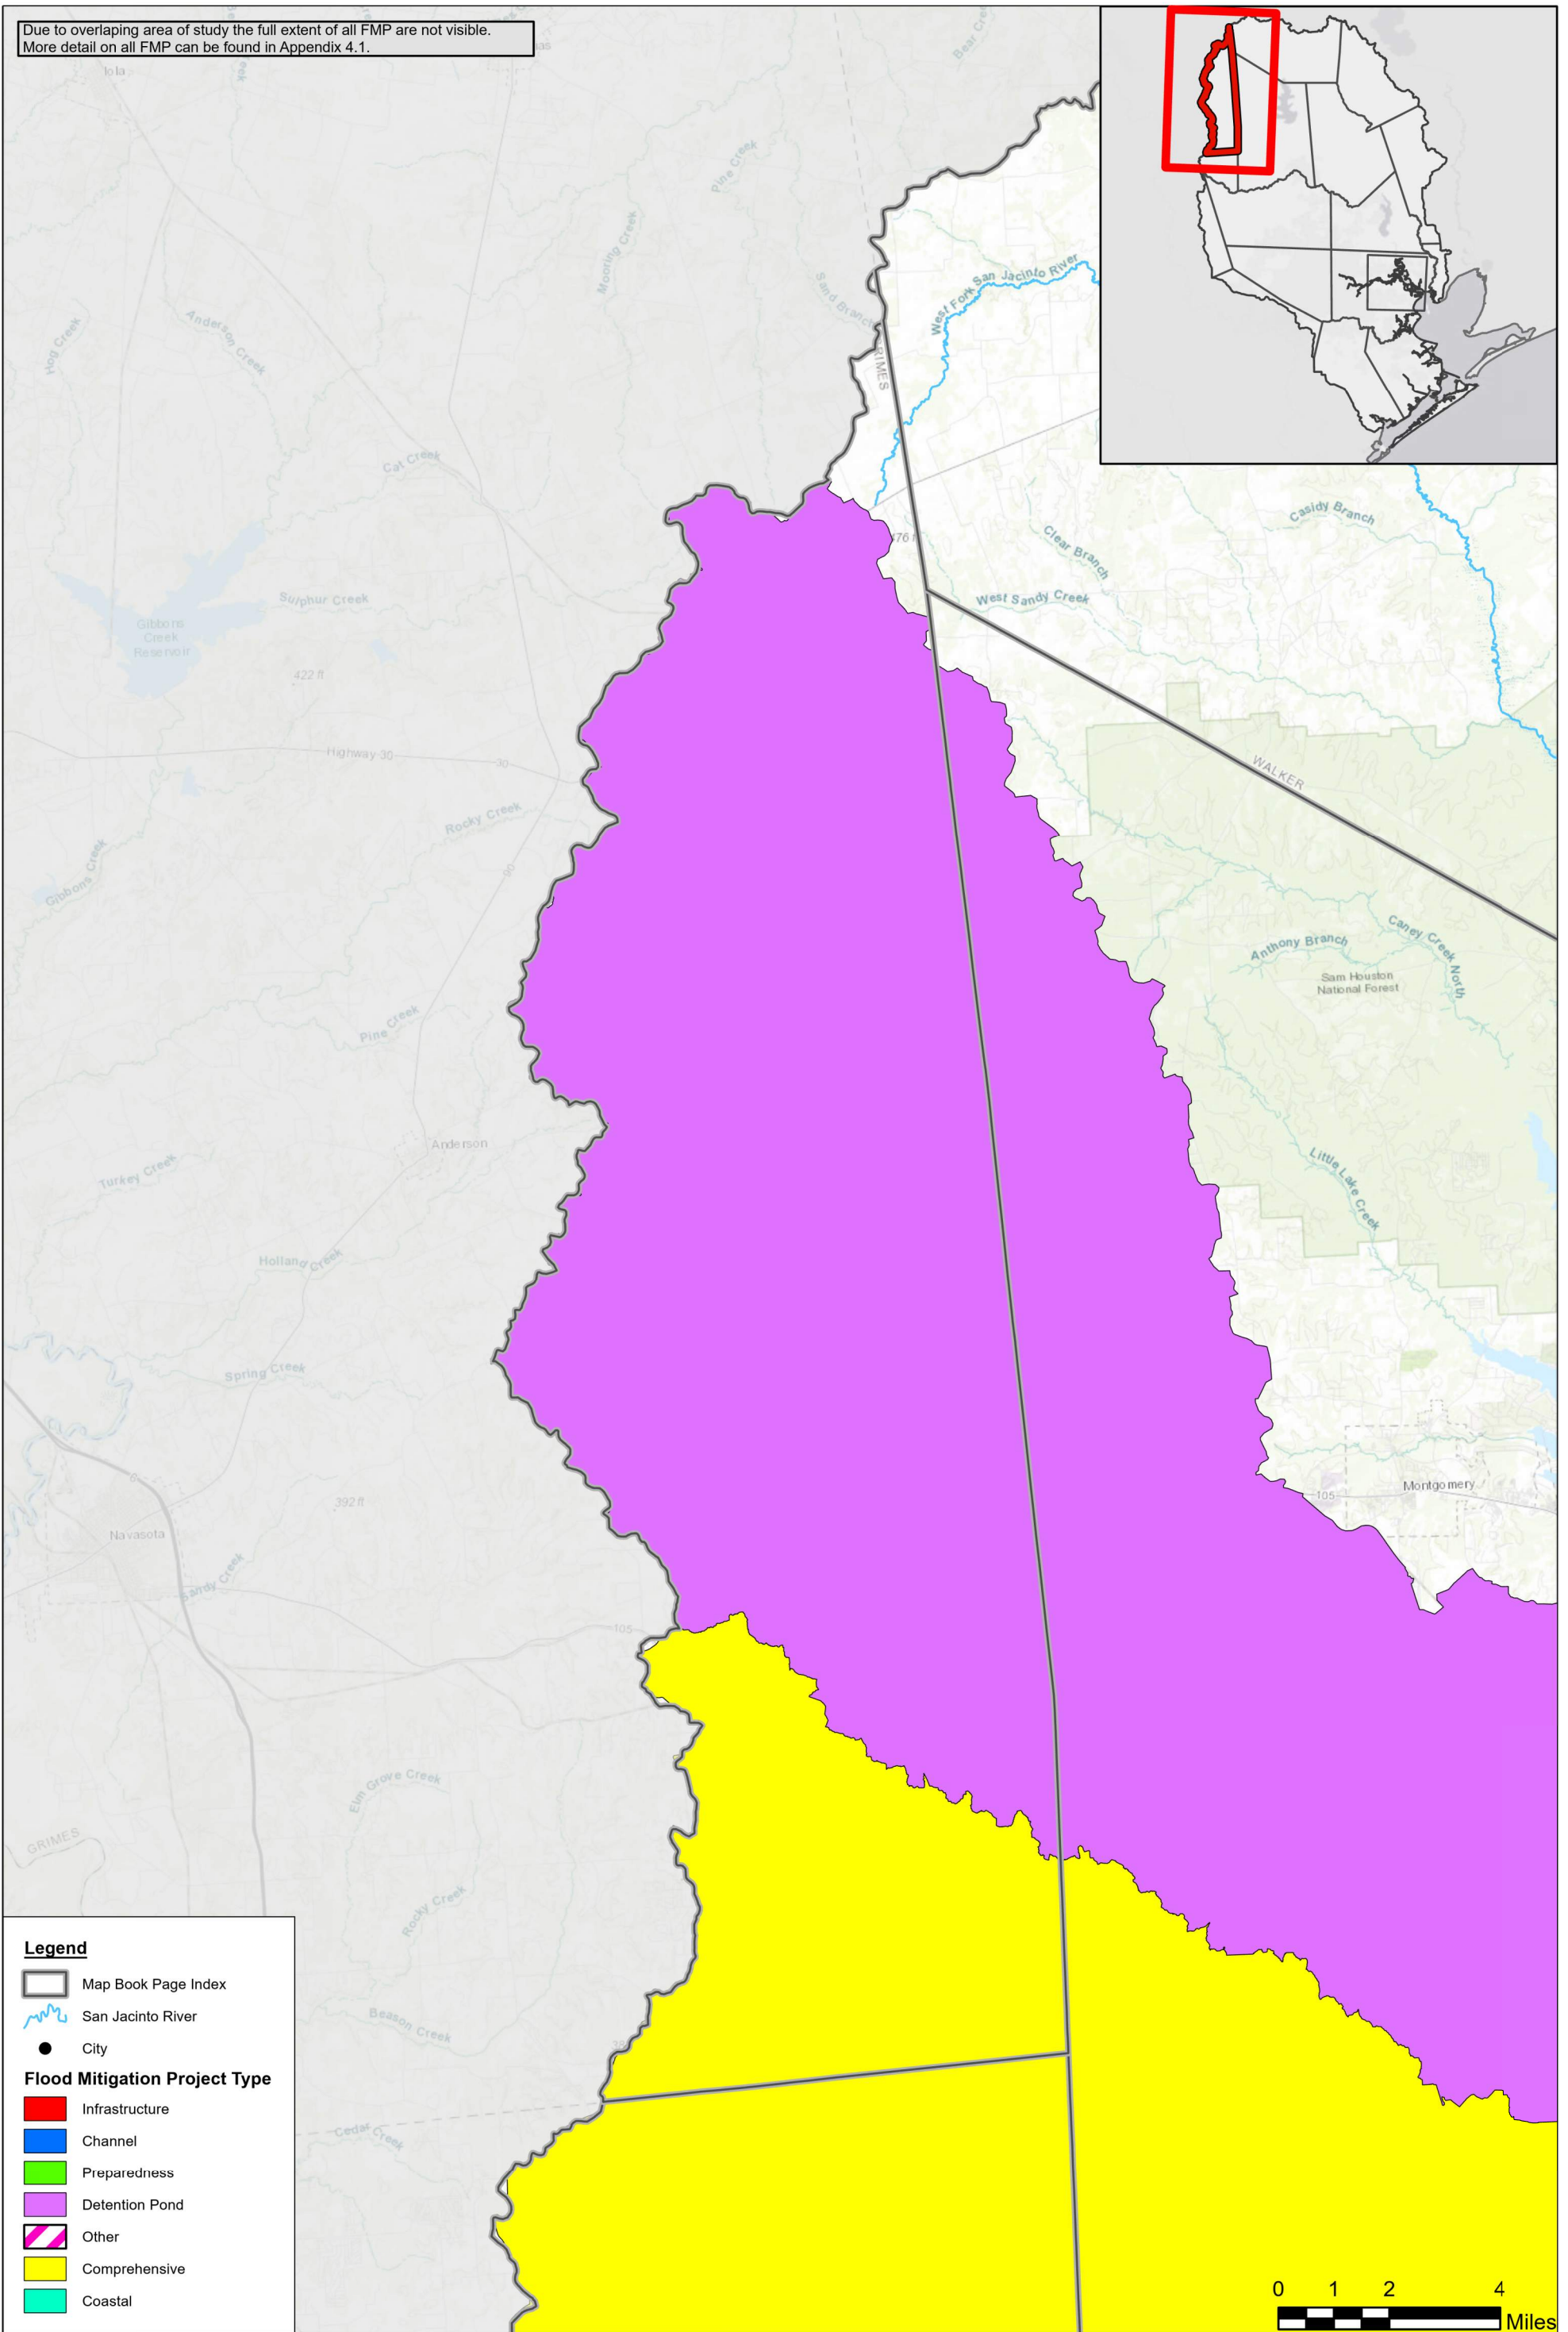 Due to overlaping area of study the full extent of all FMP are not visible.
More detail on all FMP can be found in Appendix 4.1.
Iola
Bear Cre
Pine Creek
Mooring Creek
Sand Branch
West Fork San Jacinto River
Hog Creek
Anderson Creek
RIMES
Cat Creek
Casidy Branch
Clear Branch
West Sandy Creek
Sulphur Creek
Gibbons
Creek
Reservoir
422 ft
Highway 30
30
WALKER
Rocky Creek
90
Gibbons Creek
Caney Creek North
Anthony Branch
Sam Houston
National Forest
Pine Creek
Anderson
Turkey Creek
Little Lake Creek
Holland Creek
Spring Creek
6
Montgomery
105
392 ft
Navasota
Sandy Creek
105
Elm Grove Creek
GRIMES
Rocky Creek
Beason Creek
Cedar Creek
Legend
Map Book Page Index
San Jacinto River
City
Flood Mitigation Project Type
Infrastructure
Channel
Preparedness
Detention Pond
Other
Comprehensive
Coastal
0 1 2 4
Miles